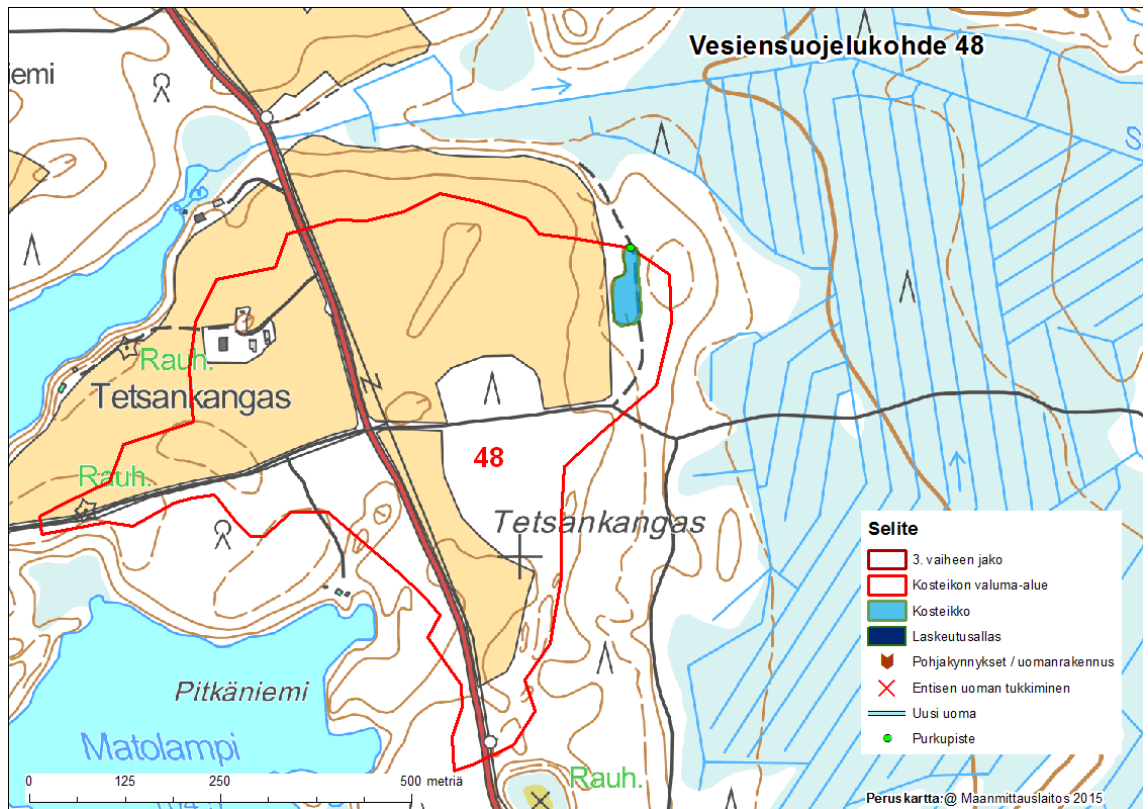 Vesiensuojelukohde 48
iemi
S
Rauh.
Tetsankangas
Rauh.
48
Tetsankangas
Pitkäniemi
Matolampi
Rauh.
0 125 250 500 metriä
Selite
3. vaiheen jako
Kosteikon valuma-alue
Kosteikko
Laskeutusallas
Pohjakynnykset / uomanrakennus
Entisen uoman tukkiminen
Uusi uoma
Purkupiste
Peruskartta:@ Maanmittauslaitos 2015